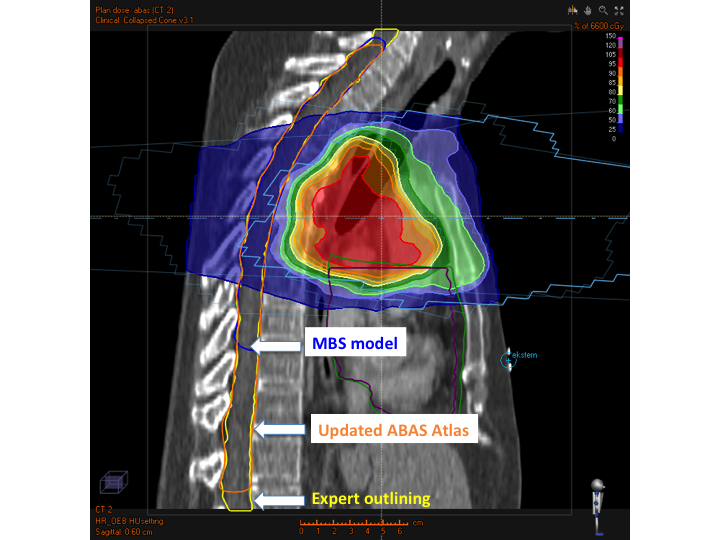 Plan dose: abas (CT 2)
Clinical: Collapsed Cone v3.1
% of 6600 cGy
150
120
105
95
90
85
80
70
60
50
25
0
MBS model
ekstern
Updated ABAS Atlas
Expert outlining
CT 2
HR_OEB HUsetting
Sagittal: 0.60 cm
cm
0 1 2 3 4 5 6